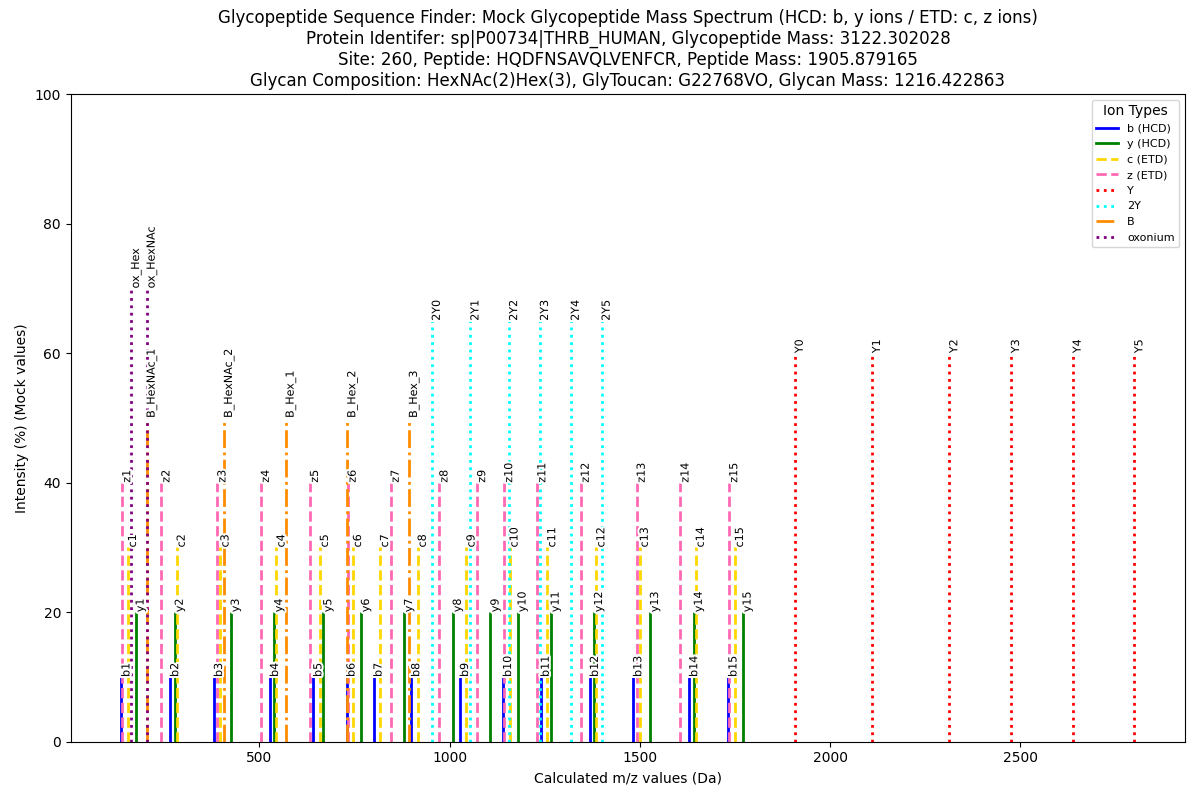 Glycopeptide Sequence Finder: Mock Glycopeptide Mass Spectrum (HCD: b, y ions / ETD: c, z ions)
Protein Identifer: sp|P00734|THRB_HUMAN, Glycopeptide Mass: 3122.302028
Site: 260, Peptide: HQDFNSAVQLVENFCR, Peptide Mass: 1905.879165
Glycan Composition: HexNAc(2)Hex(3), GlyToucan: G22768VO, Glycan Mass: 1216.422863
Ion Types
b (HCD)
y (HCD)
c (ETD)
z (ETD)
Y
2Y
B
oxonium
Intensity (%) (Mock values)
100
80
60
40
20
0
ox_Hex
ox_HexNAc
2Y0
2Y1
2Y2
2Y3
2Y4
2Y5
Y0
Y1
Y2
Y3
Y4
Y5
B_HexNAc_1
B_HexNAc_2
B_Hex_1
B_Hex_2
B_Hex_3
z1
z2
z3
z4
z5
z6
z7
z8
z9
z10
z11
z12
z13
z14
z15
c1
c2
c3
c4
c5
c6
c7
c8
c9
c10
c11
c12
c13
c14
c15
y1
y2
y3
y4
y5
y6
y7
y8
y9
y10
y11
y12
y13
y14
y15
b1
b2
b3
b4
b5
b6
b7
b8
b9
b10
b11
b12
b13
b14
b15
500
1000
1500
2000
2500
Calculated m/z values (Da)